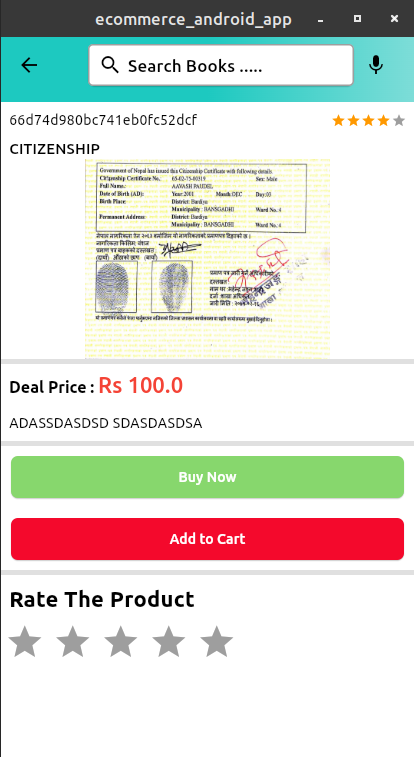 ecommerce_android_app
Search Books .....
66d74d980bc741eb0fc52dcf
CITIZENSHIP
Government of Nepal has issued this Citizenship Certificate with following details.
Citizenship Certificate No. 65-02-75-00319 Sex: Male
Full Name.: AAVASH PAUDEL
Date of Birth (AD): Year:2001 Month:DEC Day:03
Birth Place: District: Bardiya
Municipality : BANSGADHI Ward No. 4
Permanent Address: District: Bardiya
Municipality : BANSGADHI Ward No. 4
Deal Price : Rs 100.0
ADASSDASDSD SDASDASDSA
Buy Now
Add to Cart
Rate The Product